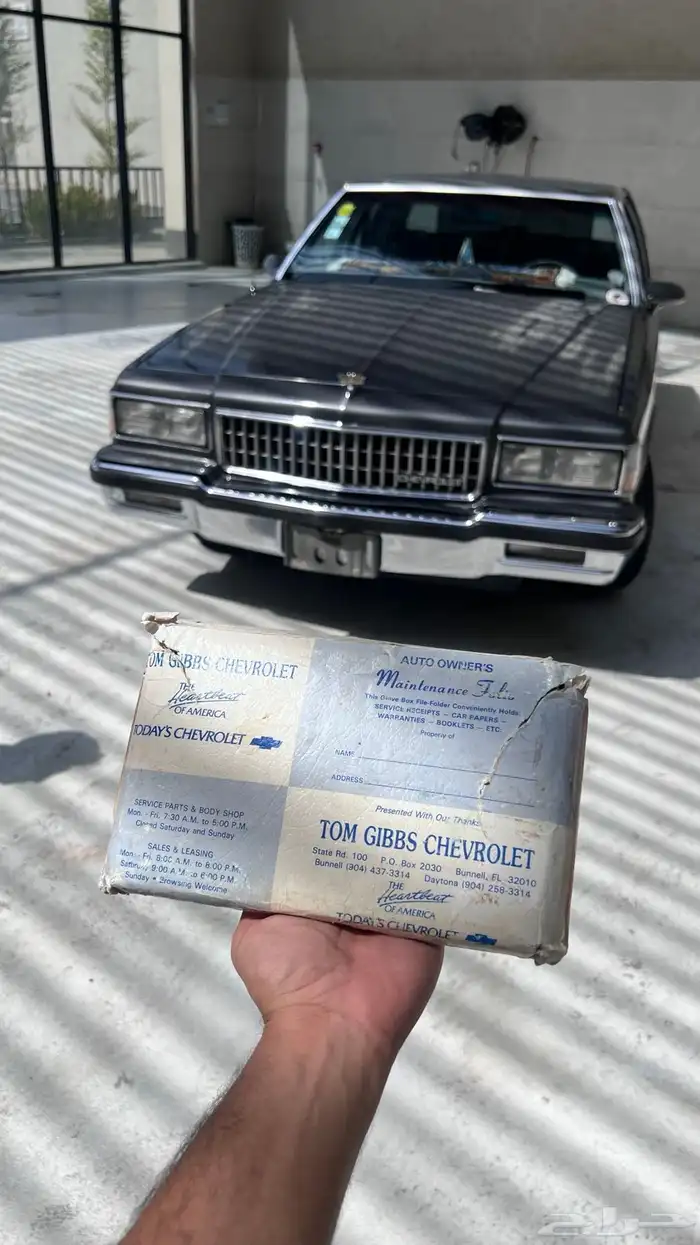 CHEVROLET
TOM GIBBS CHEVROLET
THE
Heartbeat
OF AMERICA
TODAY'S CHEVROLET
AUTO OWNER'S
Maintenance Folio
This Glove Box File-Folder Conveniently Holds
SERVICE RECEIPTS – CAR PAPERS –
WARRANTIES – BOOKLETS – ETC.
Property of
NAME
ADDRESS
SERVICE PARTS & BODY SHOP
Mon. - Fri. 7:30 A.M. to 5:00 P.M.
Closed Saturday and Sunday
SALES & LEASING
Mon. - Fri. 8:00 A.M. to 8:00 P.M.
Saturday 9:00 A.M. to 6:00 P.M.
Sunday • Browsing Welcome
Presented With Our Thanks
TOM GIBBS CHEVROLET
State Rd. 100 P.O. Box 2030 Bunnell, FL 32010
Bunnell (904) 437-3314 Daytona (904) 258-3314
THE
Heartbeat
OF AMERICA
TODAY'S CHEVROLET
حراج